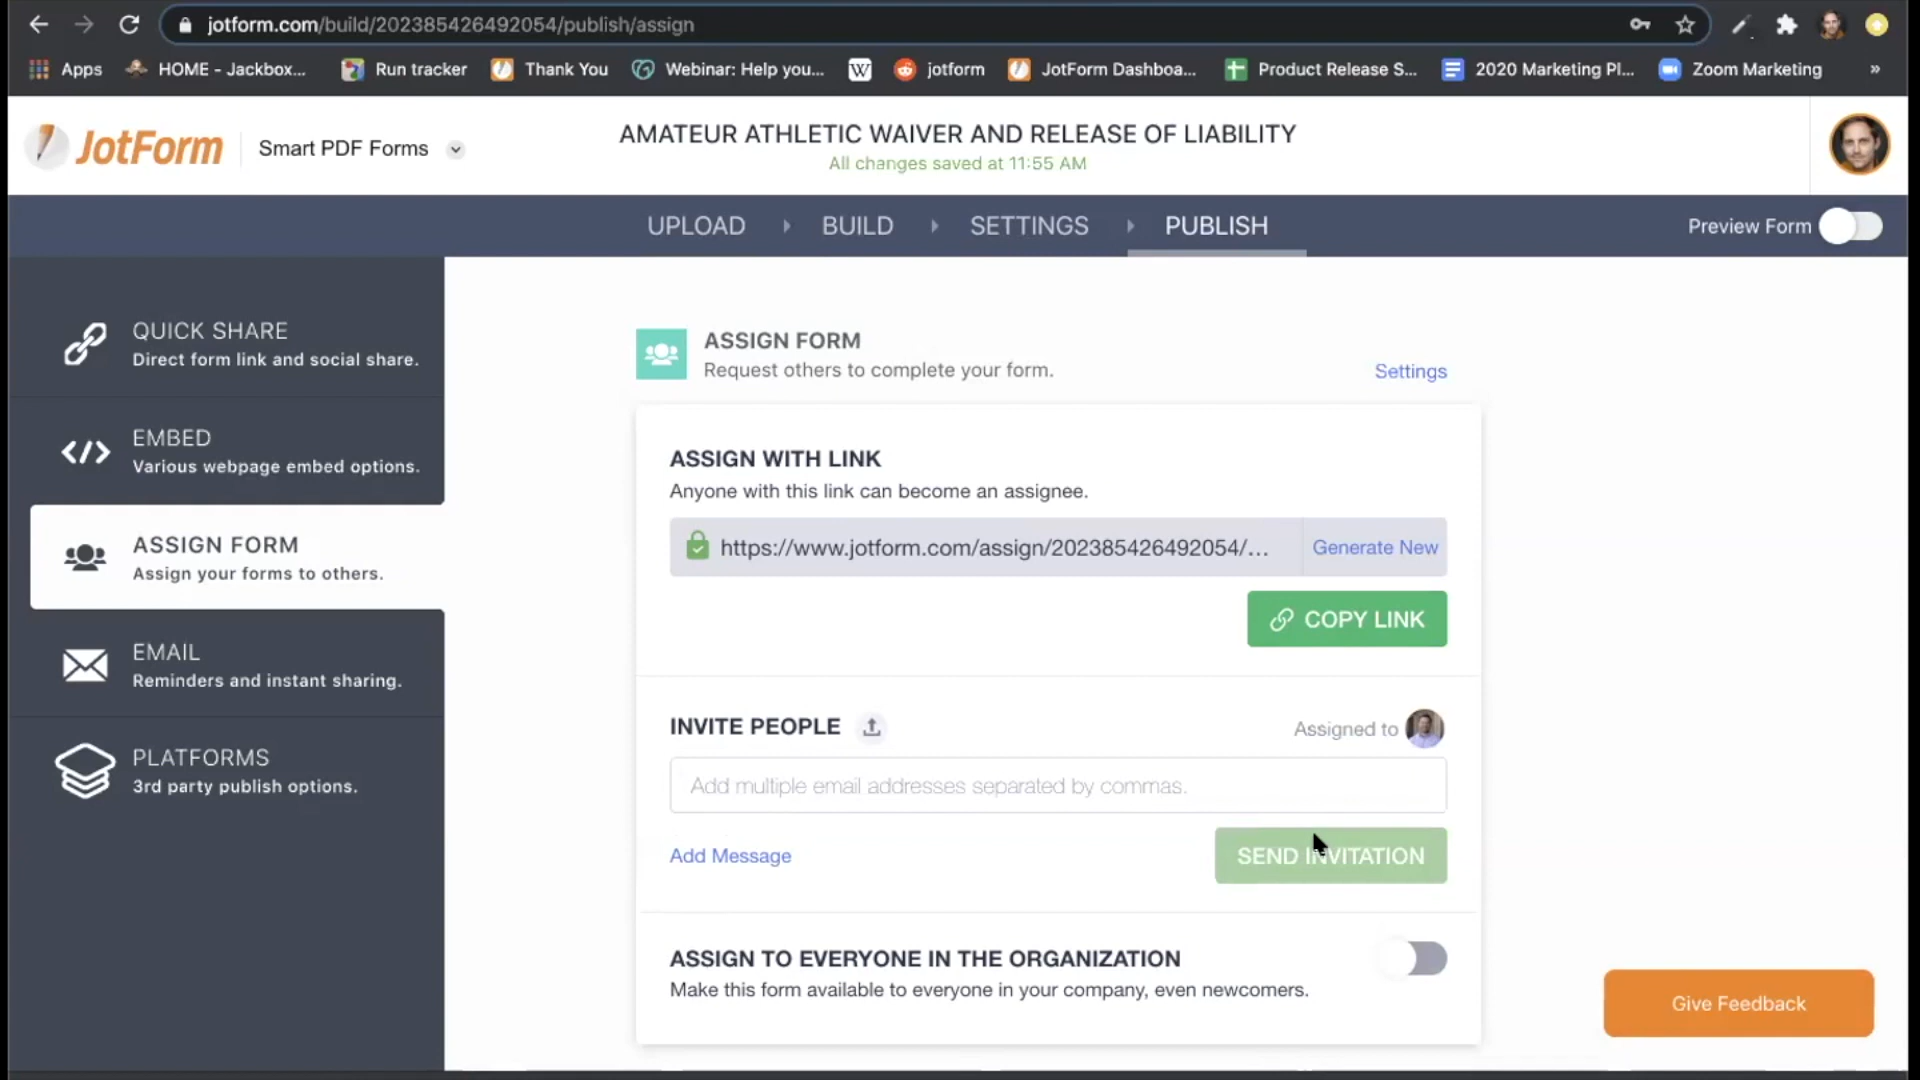 jotform.com/build/202385426492054/publish/assign
Apps HOME - Jackbox... Run tracker Thank You Webinar: Help you... W jotform JotForm Dashboa... Product Release S... 2020 Marketing Pl... Zoom Marketing »
JotForm Smart PDF Forms
AMATEUR ATHLETIC WAIVER AND RELEASE OF LIABILITY
All changes saved at 11:55 AM
UPLOAD BUILD SETTINGS PUBLISH
Preview Form
QUICK SHARE
Direct form link and social share.
EMBED
Various webpage embed options.
ASSIGN FORM
Assign your forms to others.
EMAIL
Reminders and instant sharing.
PLATFORMS
3rd party publish options.
ASSIGN FORM
Request others to complete your form.
Settings
ASSIGN WITH LINK
Anyone with this link can become an assignee.
https://www.jotform.com/assign/202385426492054/... Generate New
COPY LINK
INVITE PEOPLE
Assigned to
Add multiple email addresses separated by commas.
Add Message
SEND INVITATION
ASSIGN TO EVERYONE IN THE ORGANIZATION
Make this form available to everyone in your company, even newcomers.
Give Feedback